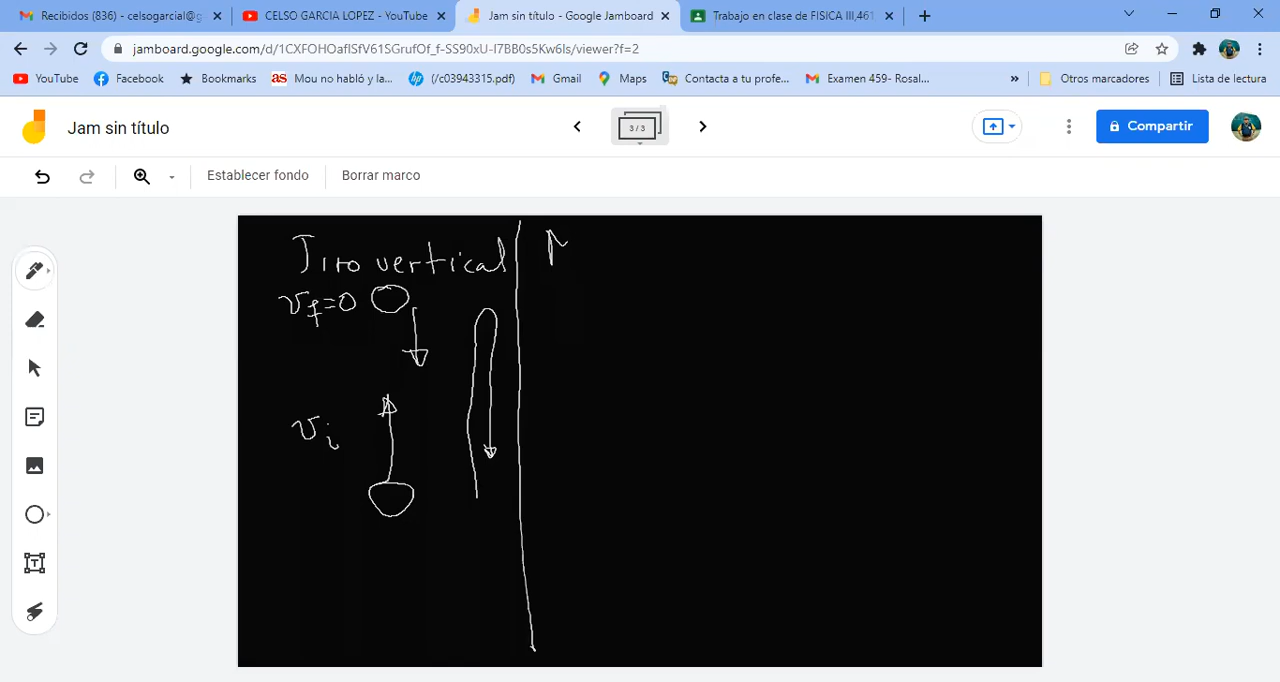 Recibidos (836) - celsogarcial@g
CELSO GARCIA LOPEZ - YouTube
Jam sin título - Google Jamboard
Trabajo en clase de FISICA III,461
jamboard.google.com/d/1CXFOHOafISfV61SGrufOf_f-SS90xU-I7BB0s5Kw6Is/viewer?f=2
YouTube
Facebook
Bookmarks
as Mou no habló y la...
hp (/c03943315.pdf)
Gmail
Maps
Contacta a tu profe...
Examen 459- Rosal...
»
Otros marcadores
Lista de lectura
Jam sin título
3 / 3
Compartir
Establecer fondo
Borrar marco
Tiro vertical
vf=0
vi